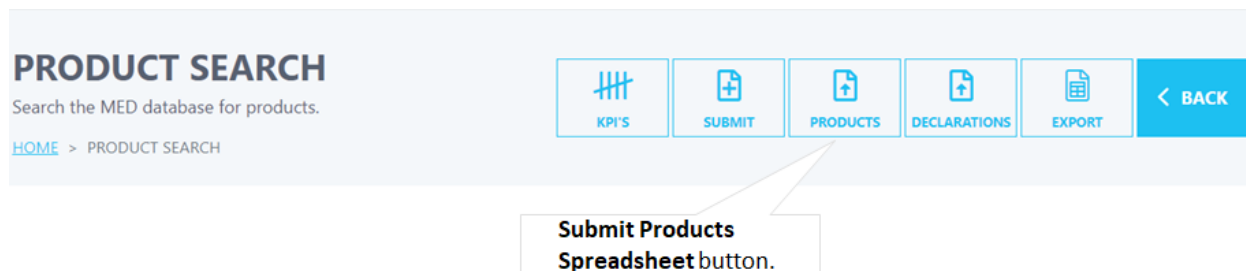 PRODUCT SEARCH
Search the MED database for products.
HOME > PRODUCT SEARCH
KPI'S
SUBMIT
PRODUCTS
DECLARATIONS
EXPORT
< BACK
Submit Products
Spreadsheet button.